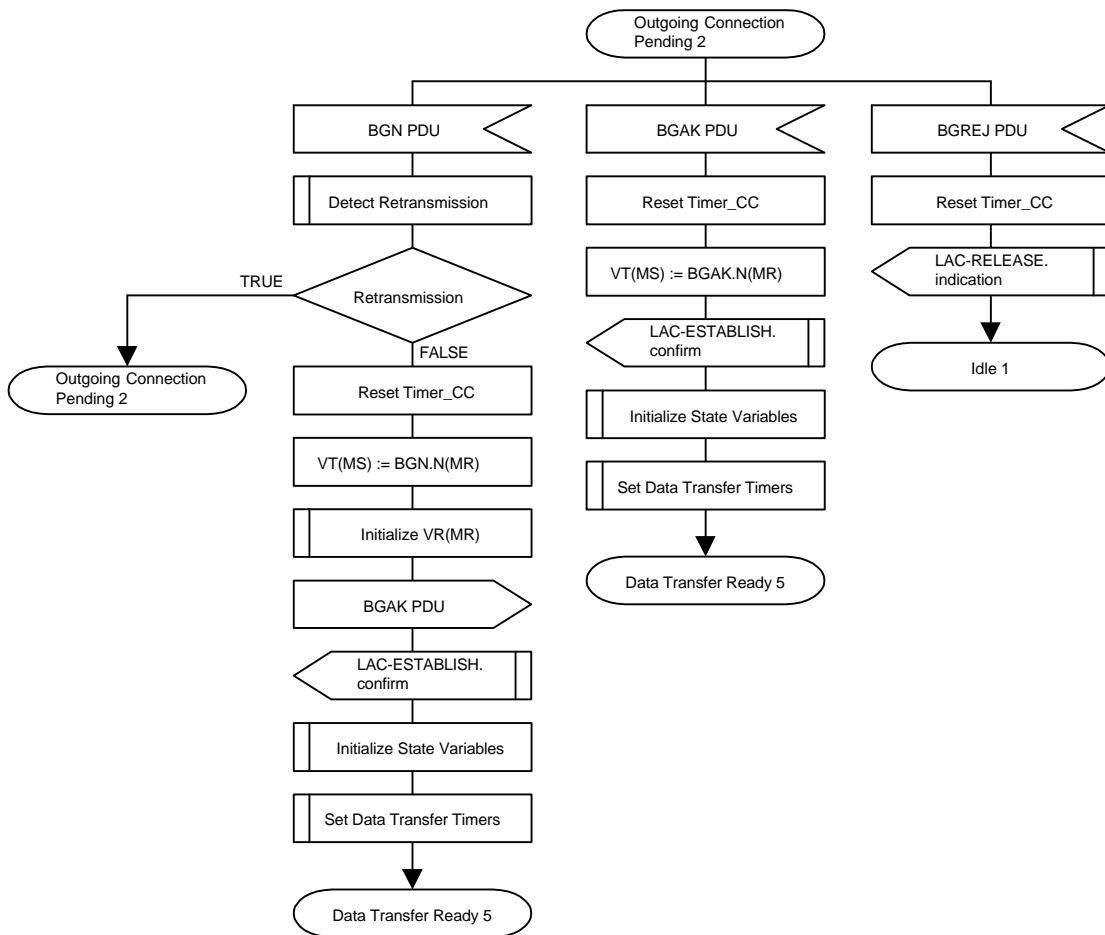 Outgoing Connection
Pending 2
BGN PDU
BGAK PDU
BGREJ PDU
Detect Retransmission
Reset Timer_CC
Reset Timer_CC
TRUE
Retransmission
VT(MS) := BGAK.N(MR)
LAC-RELEASE.
indication
FALSE
LAC-ESTABLISH.
confirm
Outgoing Connection
Pending 2
Reset Timer_CC
Idle 1
Initialize State Variables
VT(MS) := BGN.N(MR)
Set Data Transfer Timers
Initialize VR(MR)
Data Transfer Ready 5
BGAK PDU
LAC-ESTABLISH.
confirm
Initialize State Variables
Set Data Transfer Timers
Data Transfer Ready 5